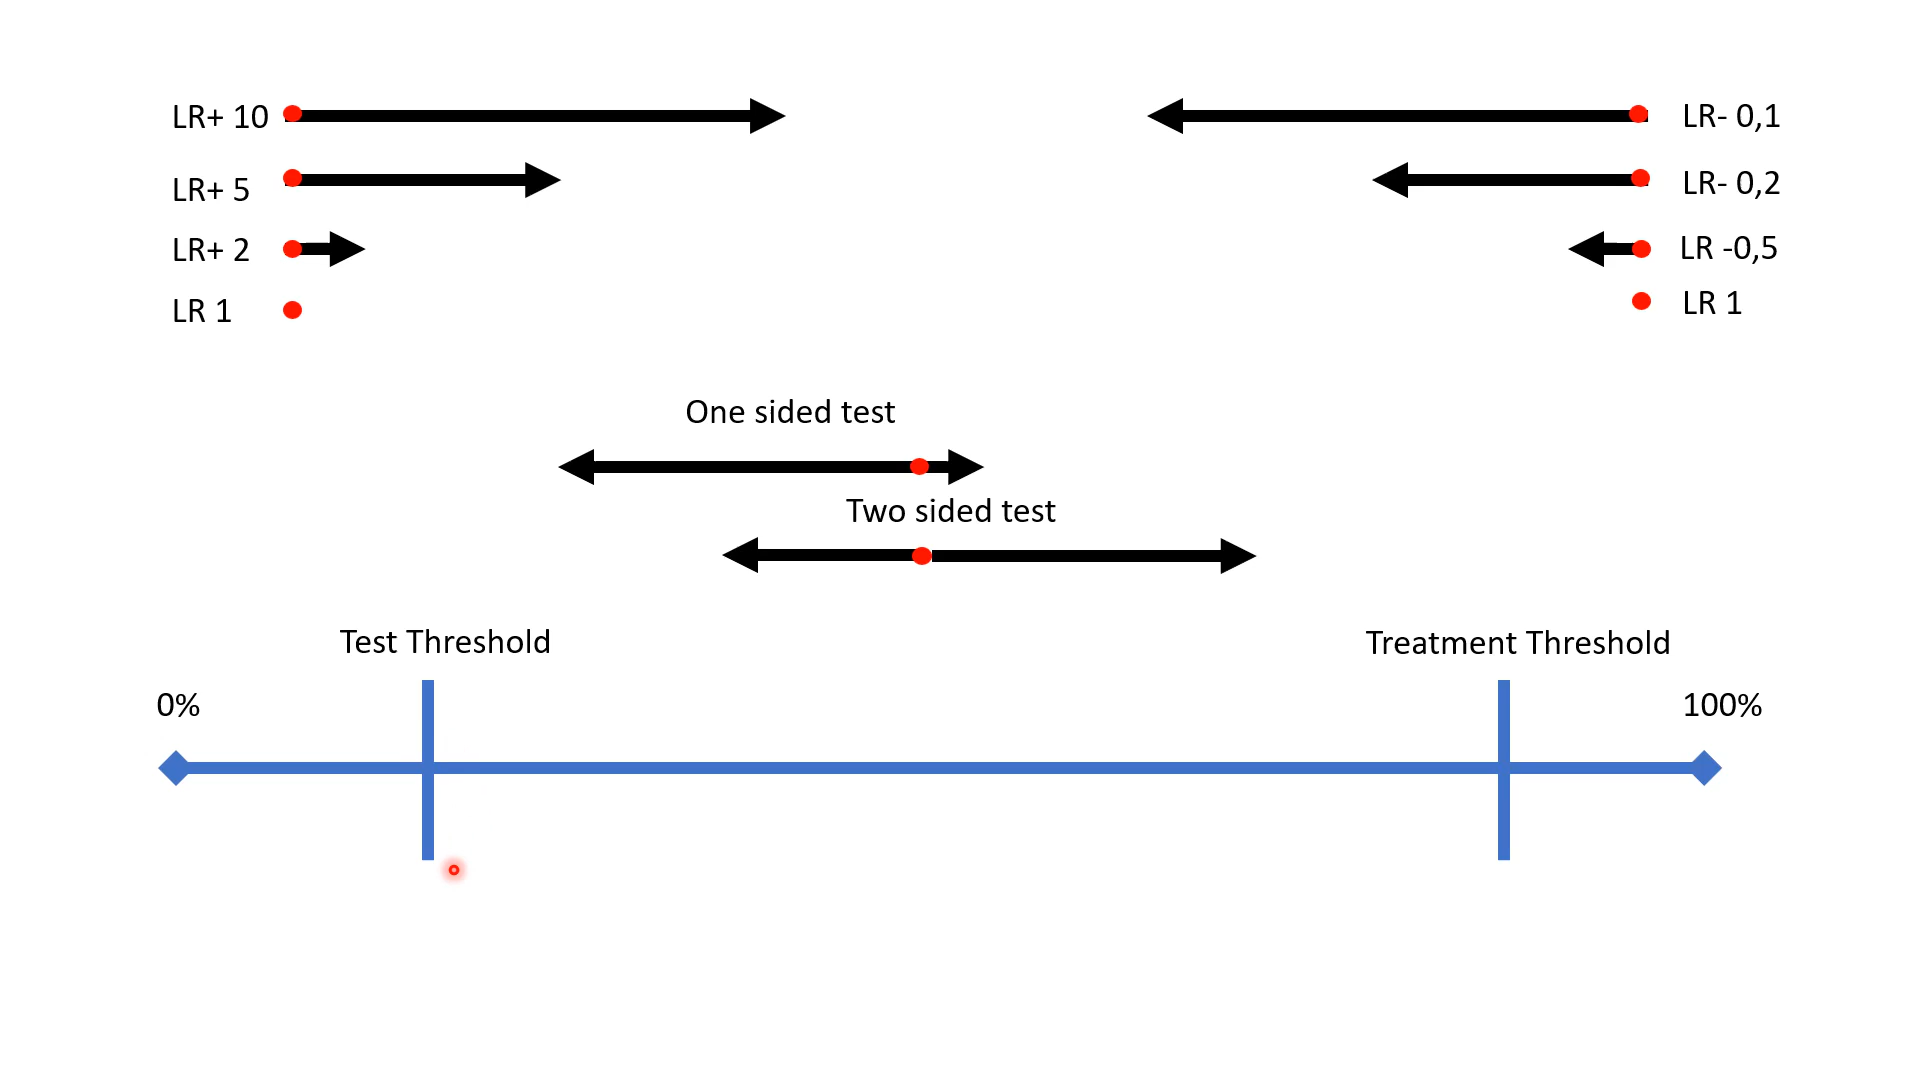 LR+ 10
LR- 0,1
LR+ 5
LR- 0,2
LR+ 2
LR -0,5
LR 1
LR 1
One sided test
Two sided test
Test Threshold
Treatment Threshold
0%
100%